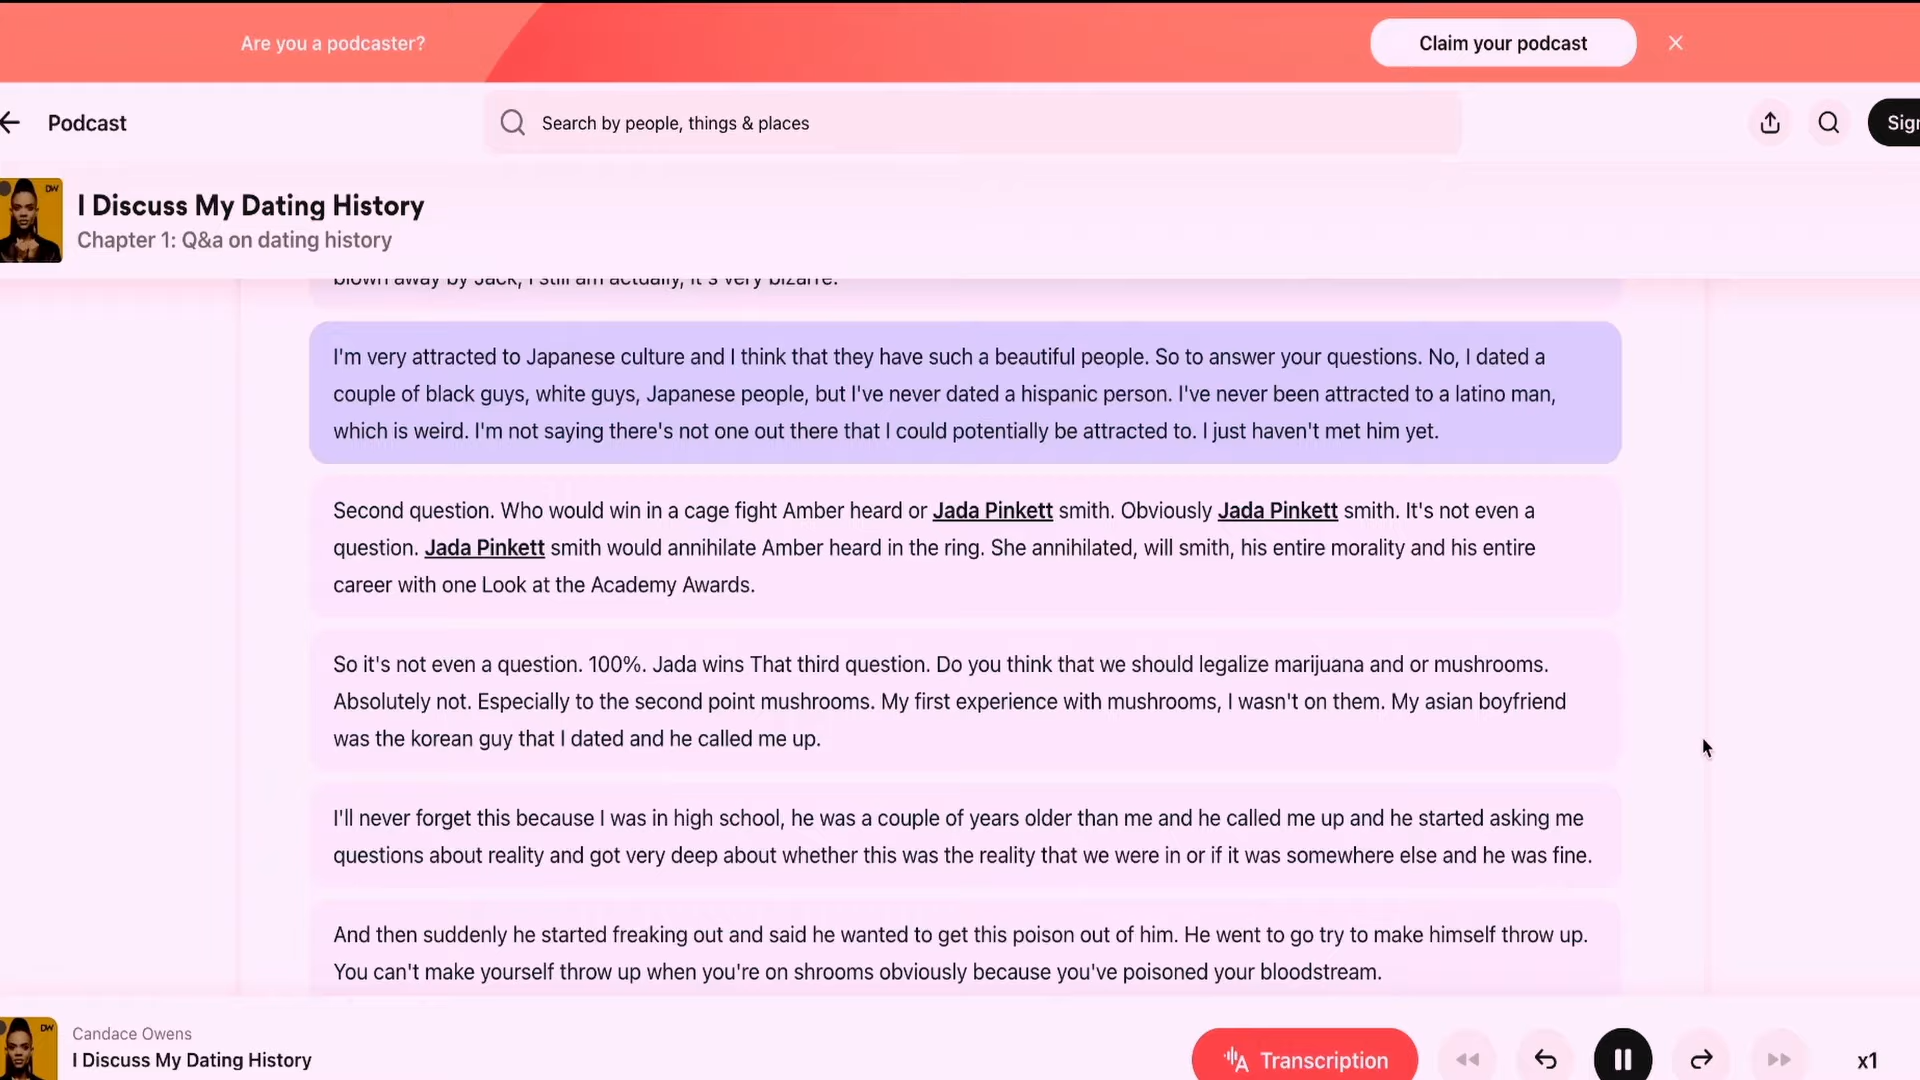 Are you a podcaster?
Claim your podcast
Podcast
Search by people, things & places
Sign
DW
I Discuss My Dating History
Chapter 1: Q&a on dating history
blown away by Jack, I still am actually, it's very bizarre.
I'm very attracted to Japanese culture and I think that they have such a beautiful people. So to answer your questions. No, I dated a
couple of black guys, white guys, Japanese people, but I've never dated a hispanic person. I've never been attracted to a latino man,
which is weird. I'm not saying there's not one out there that I could potentially be attracted to. I just haven't met him yet.
Second question. Who would win in a cage fight Amber heard or Jada Pinkett smith. Obviously Jada Pinkett smith. It's not even a
question. Jada Pinkett smith would annihilate Amber heard in the ring. She annihilated, will smith, his entire morality and his entire
career with one Look at the Academy Awards.
So it's not even a question. 100%. Jada wins That third question. Do you think that we should legalize marijuana and or mushrooms.
Absolutely not. Especially to the second point mushrooms. My first experience with mushrooms, I wasn't on them. My asian boyfriend
was the korean guy that I dated and he called me up.
I'll never forget this because I was in high school, he was a couple of years older than me and he called me up and he started asking me
questions about reality and got very deep about whether this was the reality that we were in or if it was somewhere else and he was fine.
And then suddenly he started freaking out and said he wanted to get this poison out of him. He went to go try to make himself throw up.
You can't make yourself throw up when you're on shrooms obviously because you've poisoned your bloodstream.
DW
Candace Owens
I Discuss My Dating History
Transcription
x1